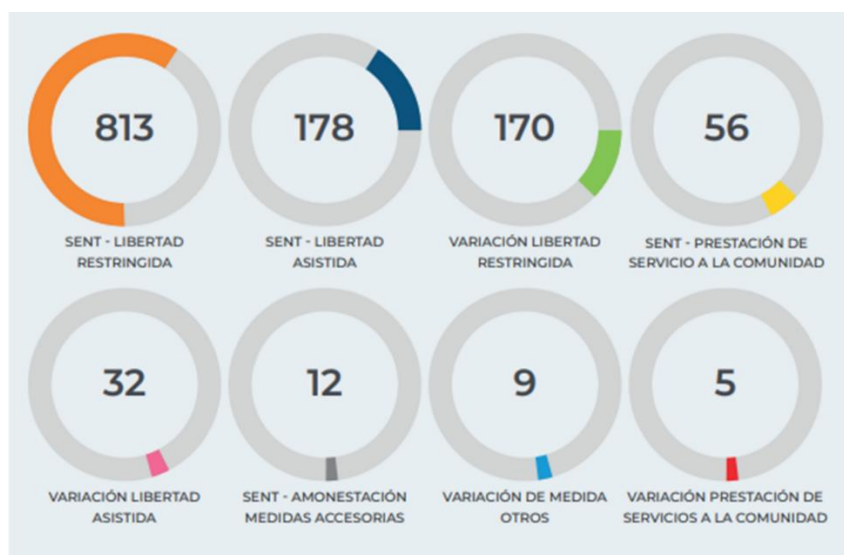 813
SENT - LIBERTAD
RESTRINGIDA
178
SENT - LIBERTAD
ASISTIDA
170
VARIACIÓN LIBERTAD
RESTRINGIDA
56
SENT - PRESTACIÓN DE
SERVICIO A LA COMUNIDAD
32
VARIACIÓN LIBERTAD
ASISTIDA
12
SENT - AMONESTACIÓN
MEDIDAS ACCESORIAS
9
VARIACIÓN DE MEDIDA
OTROS
5
VARIACIÓN PRESTACIÓN DE
SERVICIOS A LA COMUNIDAD